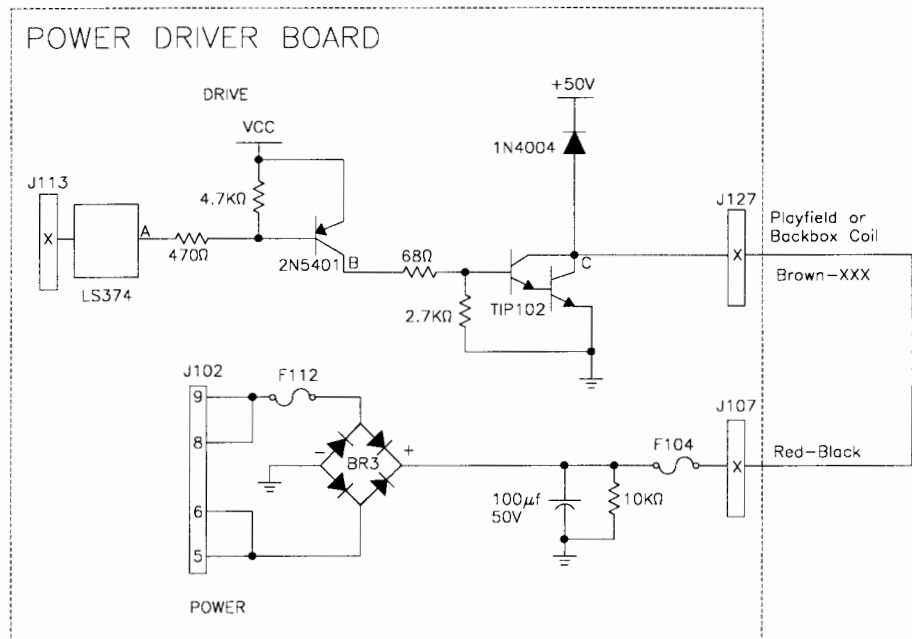 POWER DRIVER BOARD
DRIVE
VCC
+50V
1N4004
J113
4.7KΩ
J127
X
A
470Ω
2N5401
B
68Ω
C
X
Playfield or
Backbox Coil
Brown-XXX
LS374
2.7KΩ
TIP102
J102
F112
9
8
-
BR3
+
6
5
100μf
50V
10KΩ
F104
J107
X
Red-Black
POWER